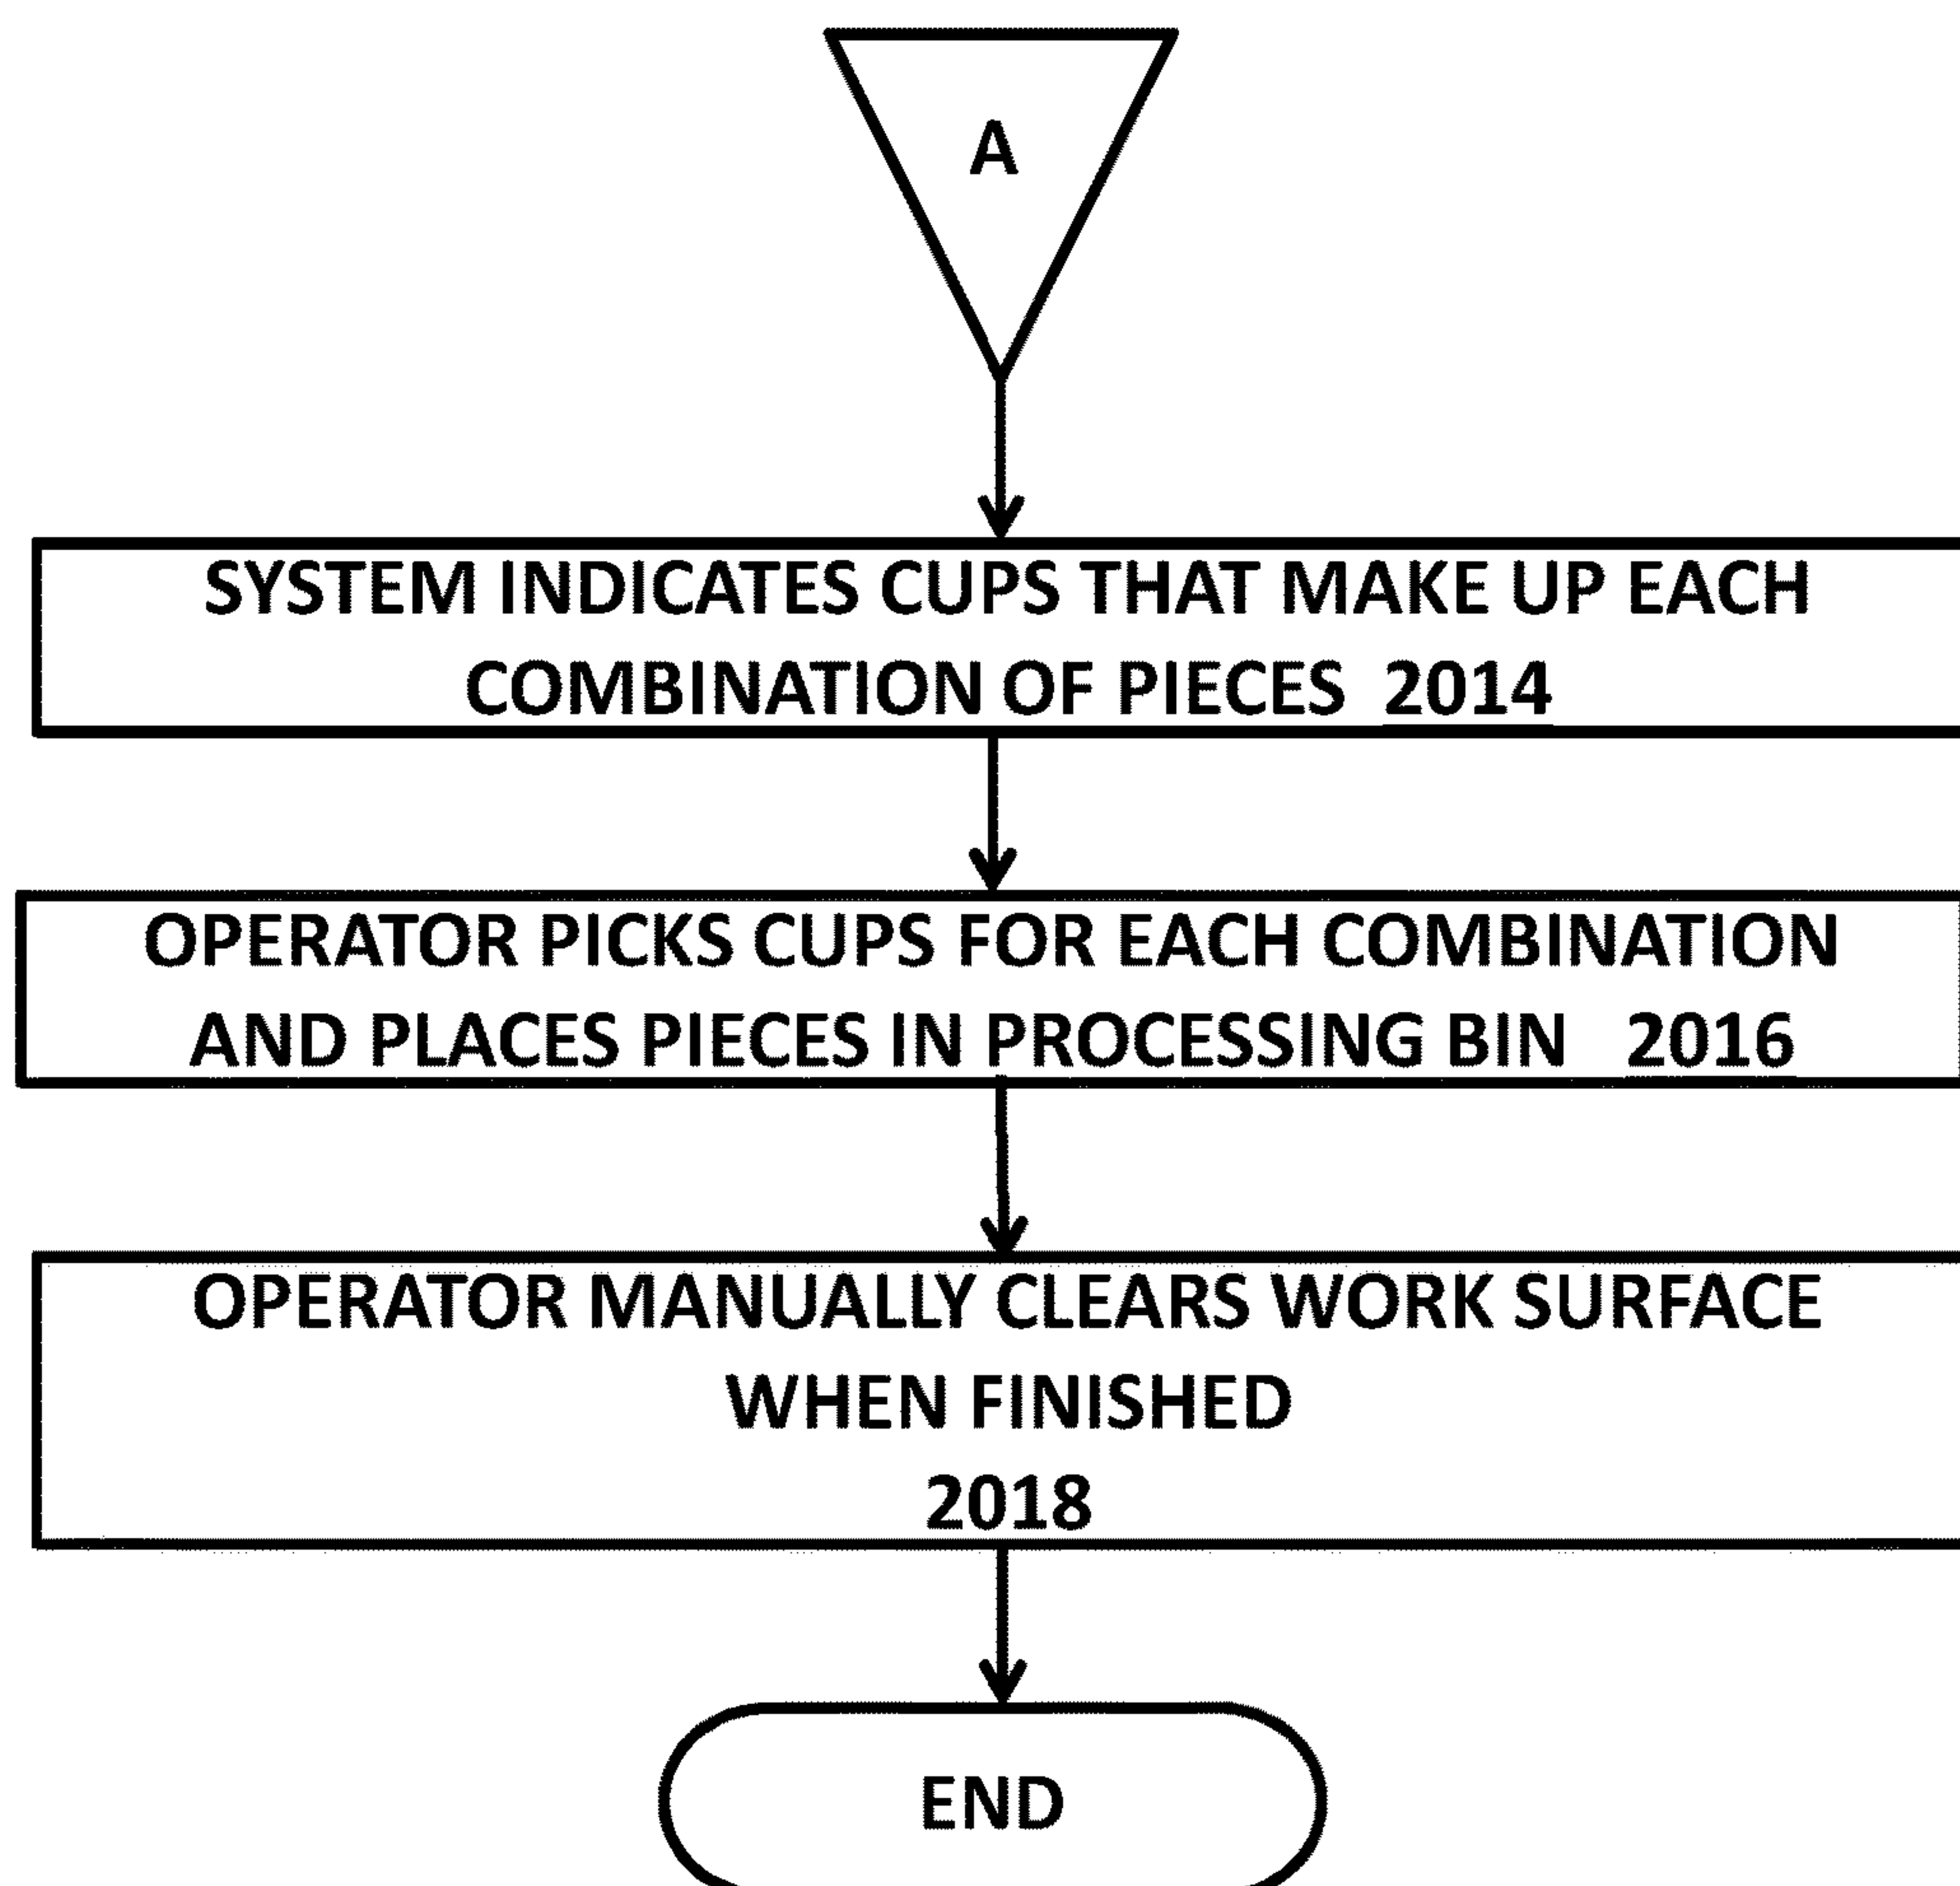 A
SYSTEM INDICATES CUPS THAT MAKE UP EACH
COMBINATION OF PIECES 2014
OPERATOR PICKS CUPS FOR EACH COMBINATION
AND PLACES PIECES IN PROCESSING BIN 2016
OPERATOR MANUALLY CLEARS WORK SURFACE
WHEN FINISHED
2018
END